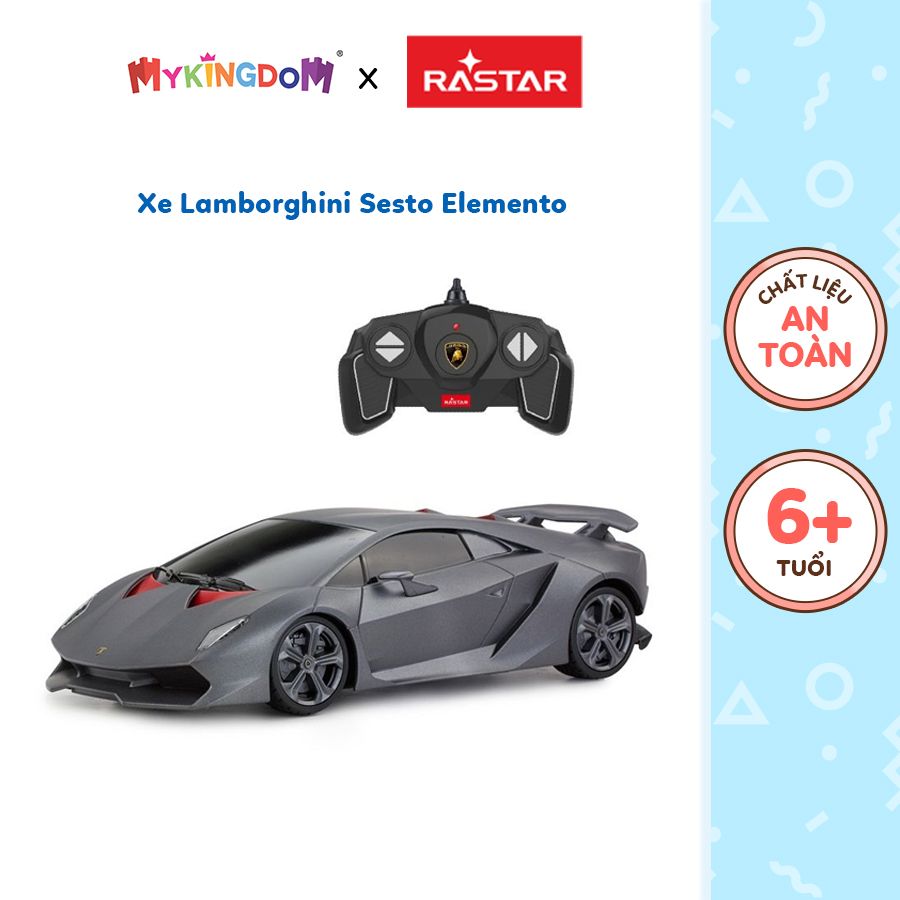 MYKINGDOM® X RASTAR
Xe Lamborghini Sesto Elemento
RASTAR
CHẤT LIỆU
AN
TOÀN
6+
TUỔI